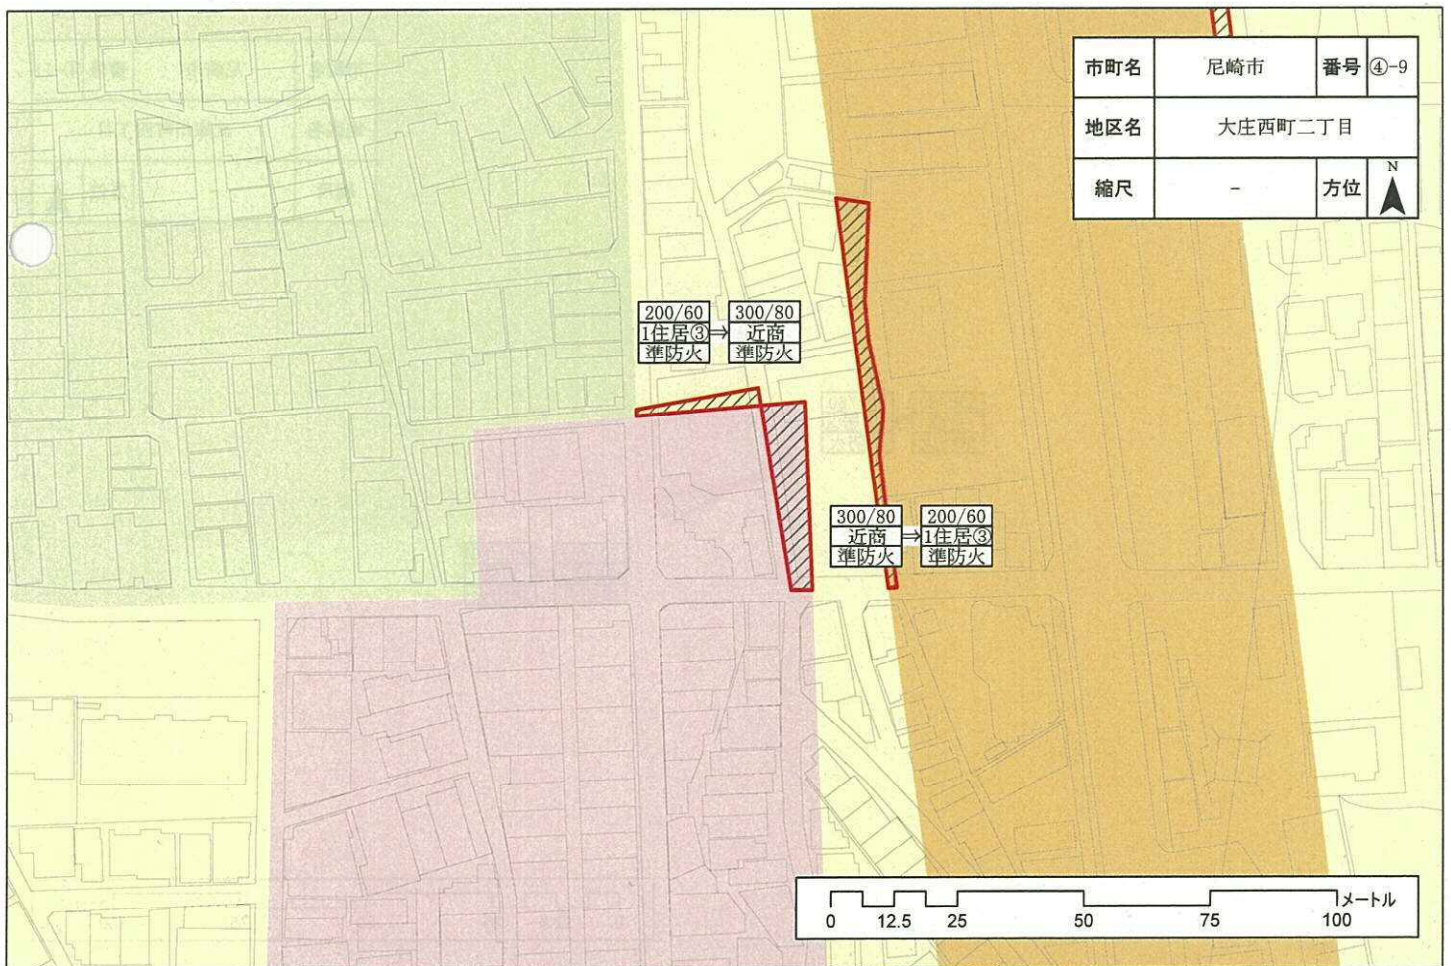 市町名 尼崎市 番号 ④-9
地区名 大庄西町二丁目
縮尺 - 方位 N
200/60 300/80
1住居③⇒近商
準防火 準防火
300/80 200/60
近商⇒1住居③
準防火 準防火
メートル
0 12.5 25 50 75 100